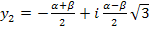 y₂ = −(α+β)/2 + i (α−β)/2 √3